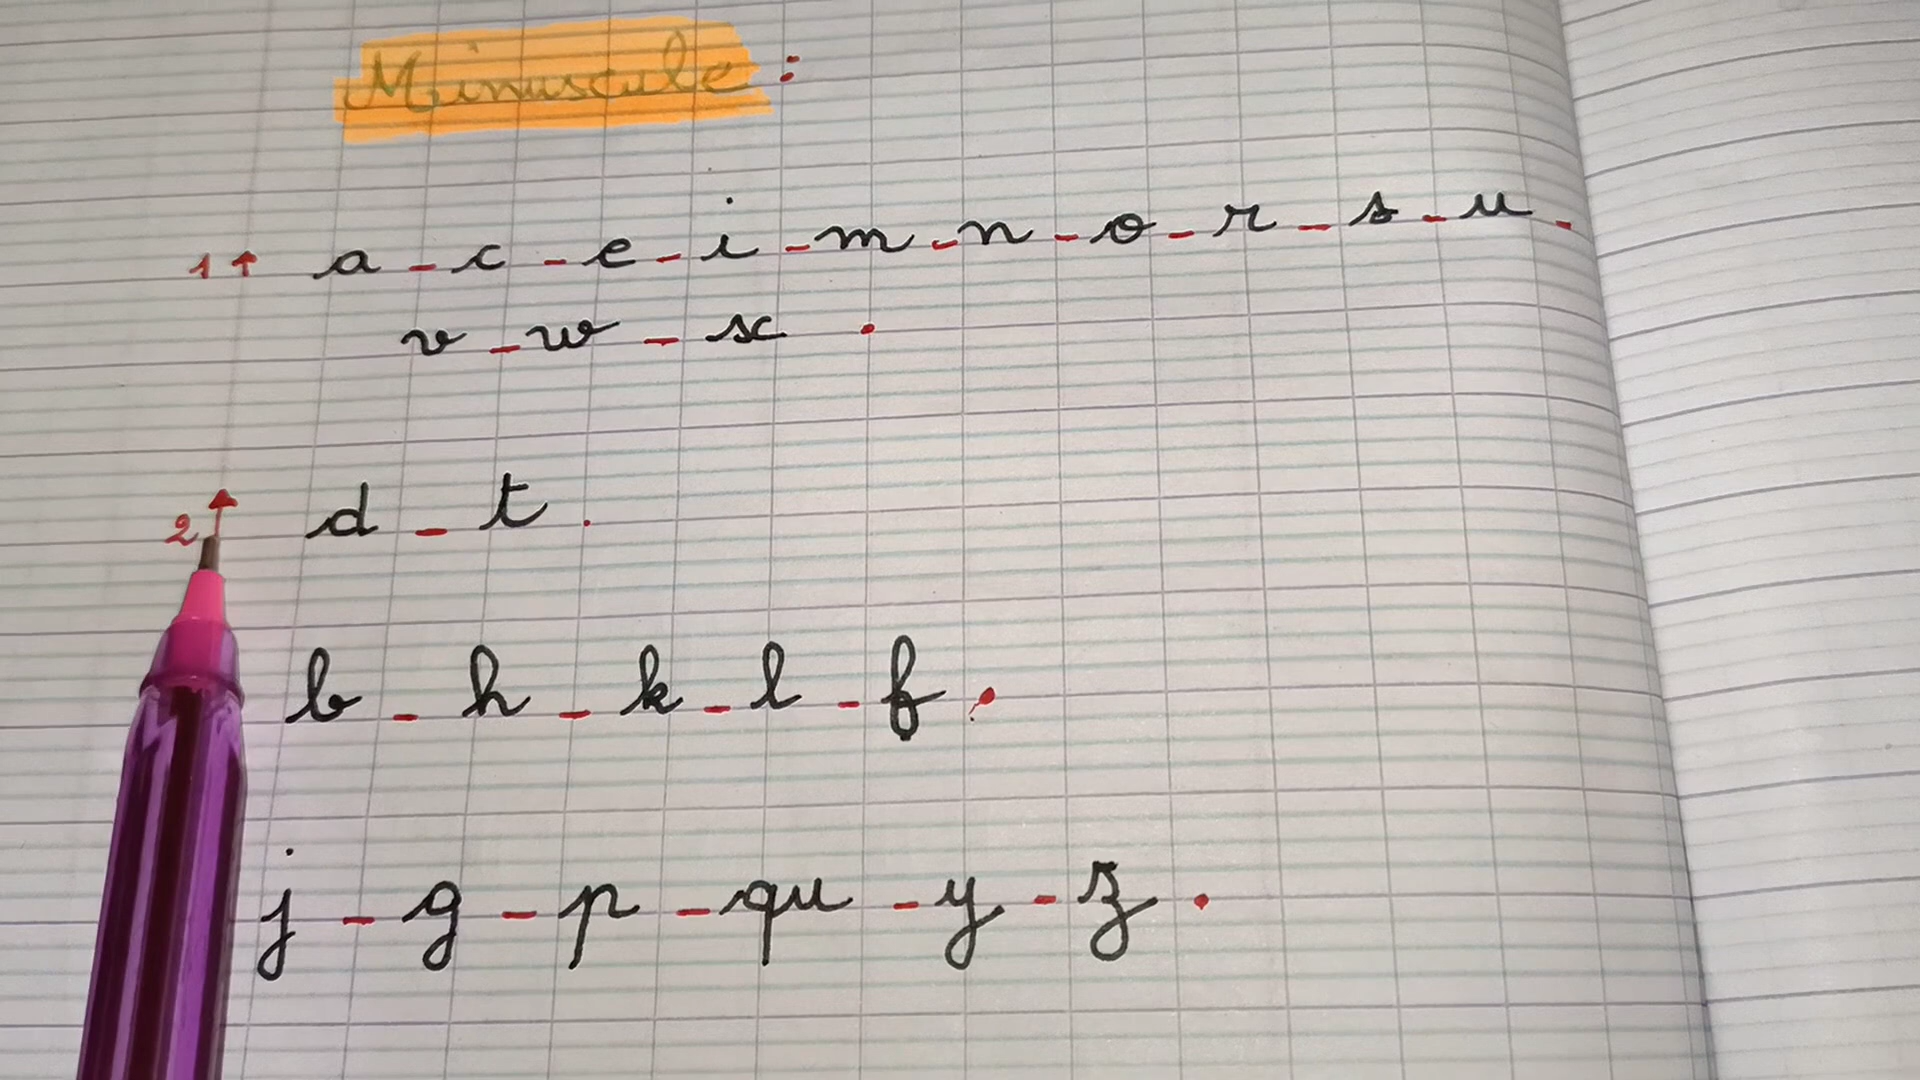 Minuscule :
1↑ a - c - e - i - m - n - o - r - s - u .
v - w - x .
2↑ d - t .
b - h - k - l - f .
j - g - p - qu - y - z .